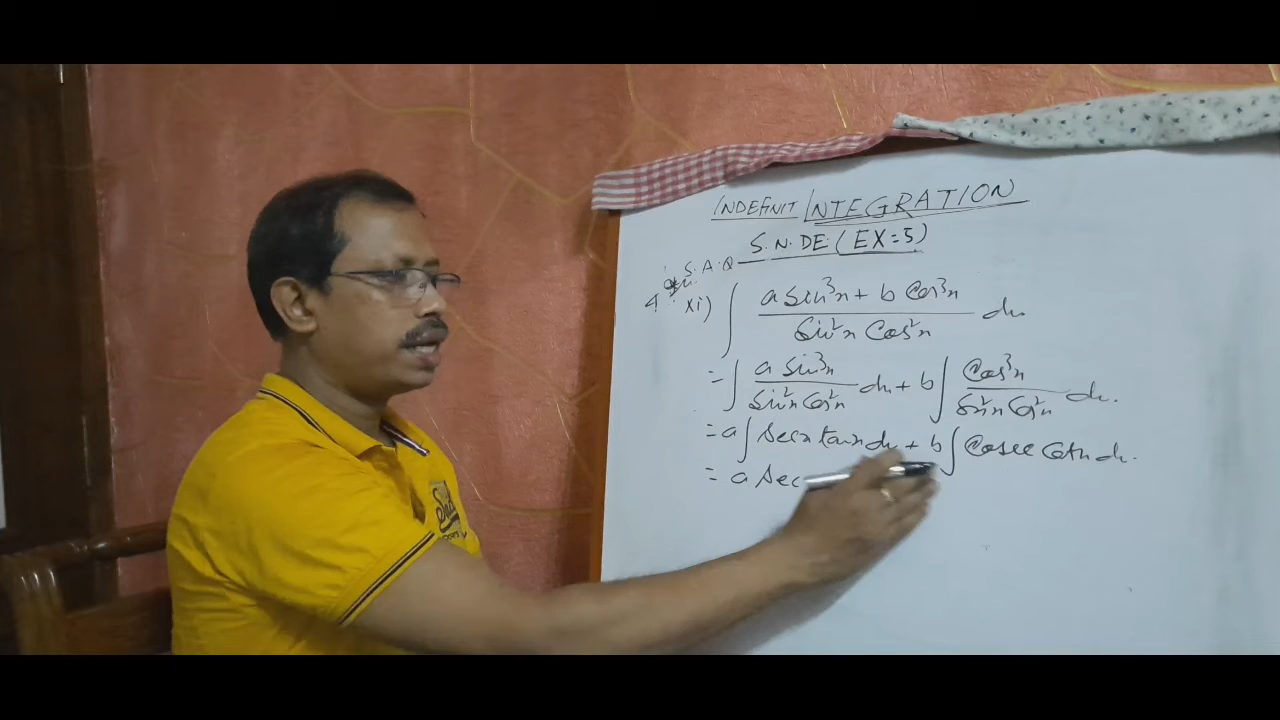 INDEFINIT INTEGRATION
S.N.DE (EX=5)
S.A.Q
4 xi) ∫ (a Sin³x + b Cos³x) / (Sin²x Cos²x) dx
= ∫ (a Sin³x) / (Sin²x Cos²x) dx + b ∫ (Cos³x) / (Sin²x Cos²x) dx.
= a ∫ Secx tanx dx + b ∫ Cosec Cotx dx.
= a Sec